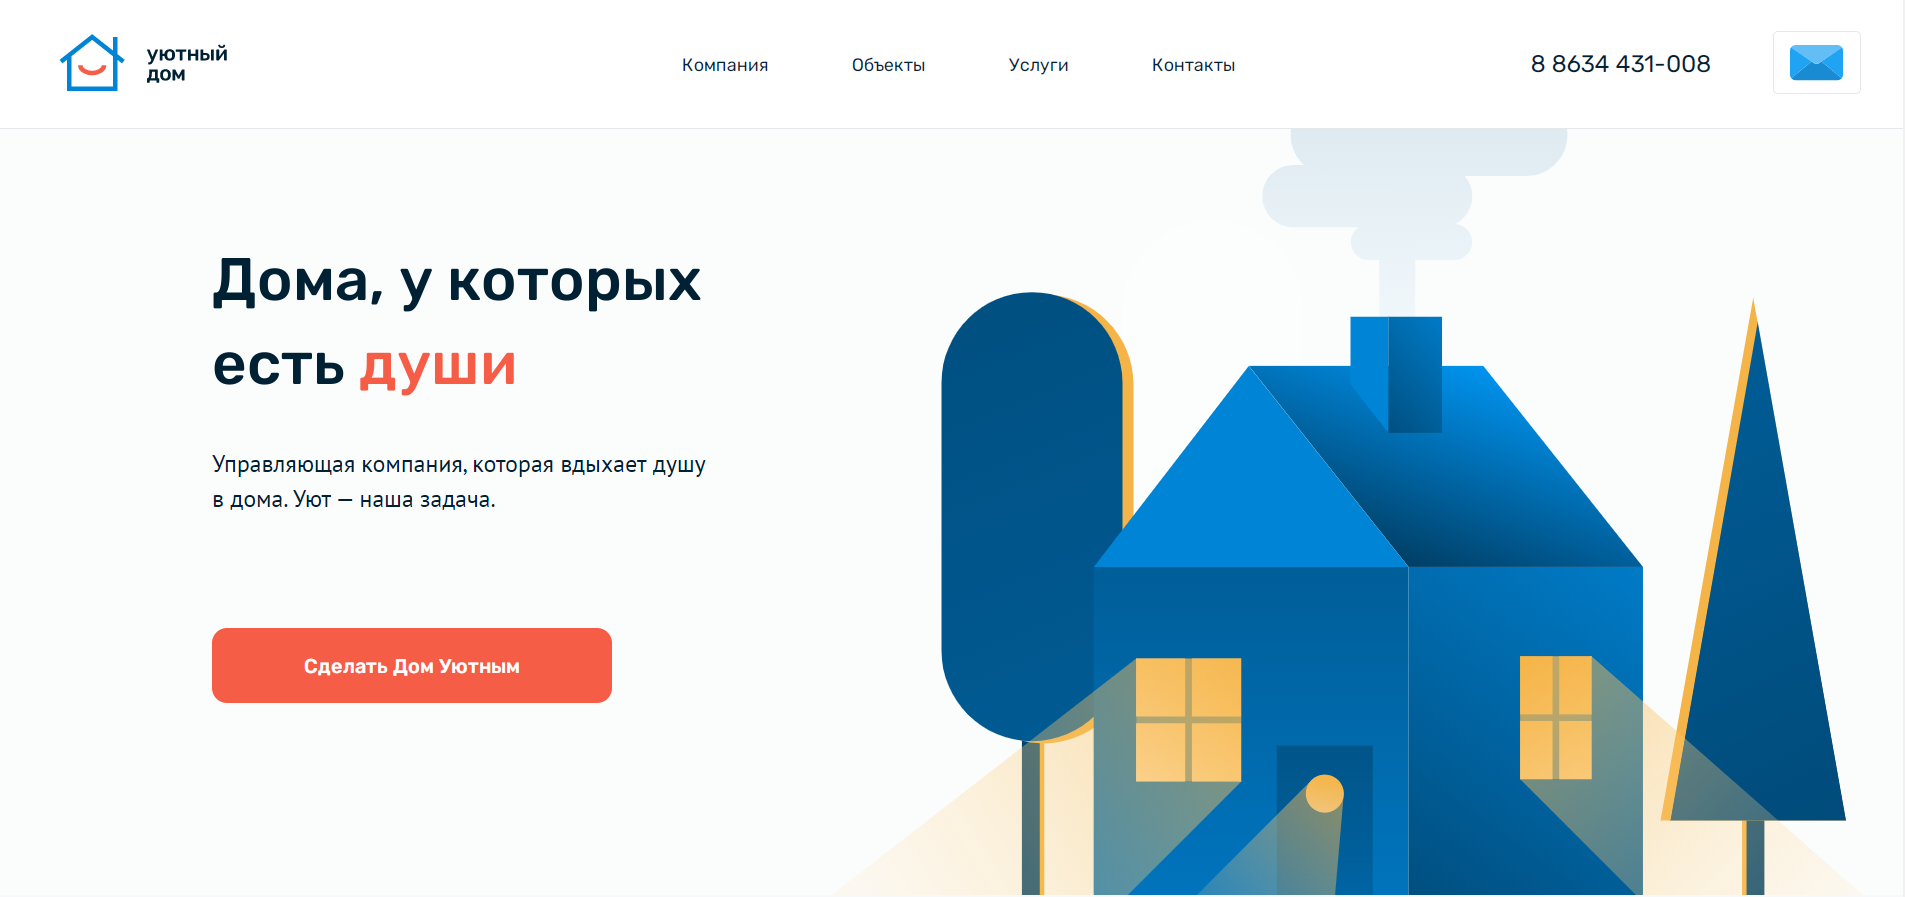 уютный
дом
Компания
Объекты
Услуги
Контакты
8 8634 431-008
Дома, у которых
есть души
Управляющая компания, которая вдыхает душу
в дома. Уют — наша задача.
Сделать Дом Уютным